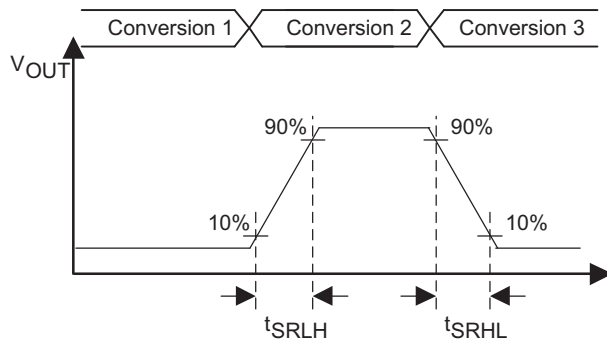 Conversion 1
Conversion 2
Conversion 3
VOUT
90%
90%
10%
10%
tSRLH
tSRHL